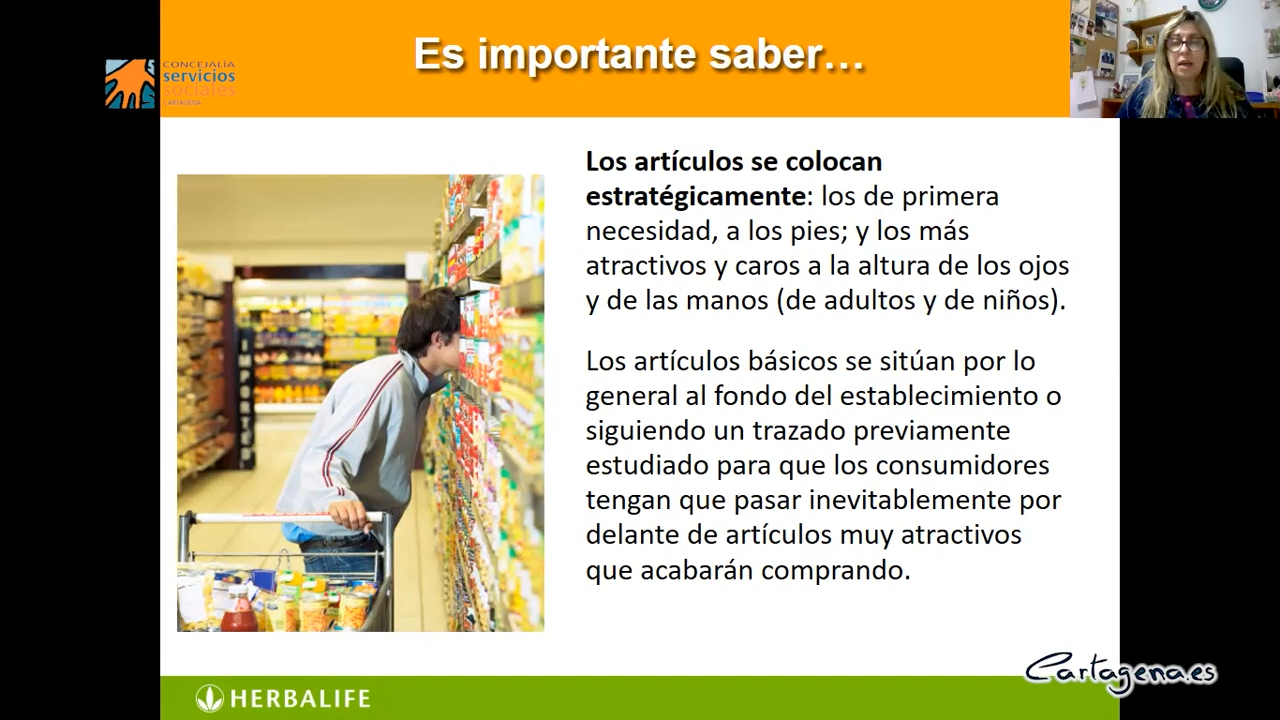 Es importante saber...
CONCEJALÍA
servicios
sociales
CARTAGENA
Los artículos se colocan
estratégicamente: los de primera
necesidad, a los pies; y los más
atractivos y caros a la altura de los ojos
y de las manos (de adultos y de niños).
Los artículos básicos se sitúan por lo
general al fondo del establecimiento o
siguiendo un trazado previamente
estudiado para que los consumidores
tengan que pasar inevitablemente por
delante de artículos muy atractivos
que acabarán comprando.
Cartagena.es
HERBALIFE